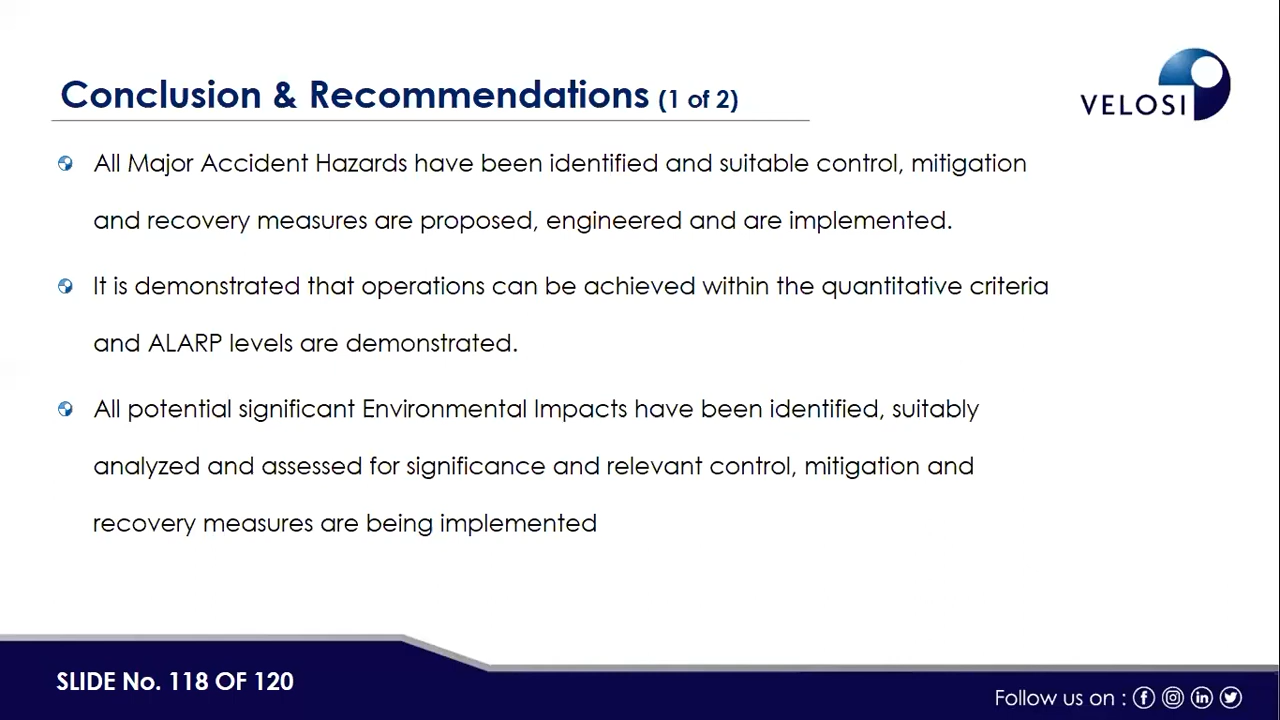 Conclusion & Recommendations (1 of 2)
VELOSI
All Major Accident Hazards have been identified and suitable control, mitigation
and recovery measures are proposed, engineered and are implemented.
It is demonstrated that operations can be achieved within the quantitative criteria
and ALARP levels are demonstrated.
All potential significant Environmental Impacts have been identified, suitably
analyzed and assessed for significance and relevant control, mitigation and
recovery measures are being implemented
SLIDE No. 118 OF 120
Follow us on :